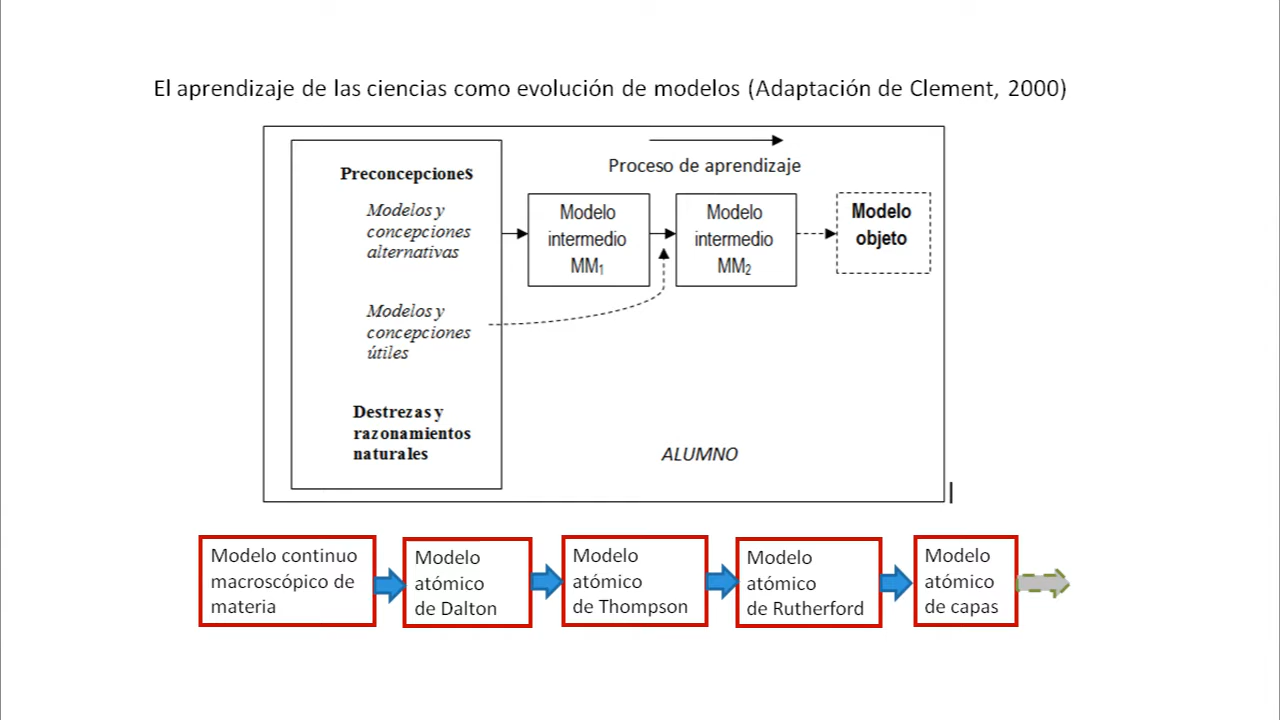 El aprendizaje de las ciencias como evolución de modelos (Adaptación de Clement, 2000)
Proceso de aprendizaje
Preconcepciones
Modelos y
concepciones
alternativas
Modelos y
concepciones
útiles
Destrezas y
razonamientos
naturales
Modelo
intermedio
MM₁
Modelo
intermedio
MM₂
Modelo
objeto
ALUMNO
Modelo continuo
macroscópico de
materia
Modelo
atómico
de Dalton
Modelo
atómico
de Thompson
Modelo
atómico
de Rutherford
Modelo
atómico
de capas